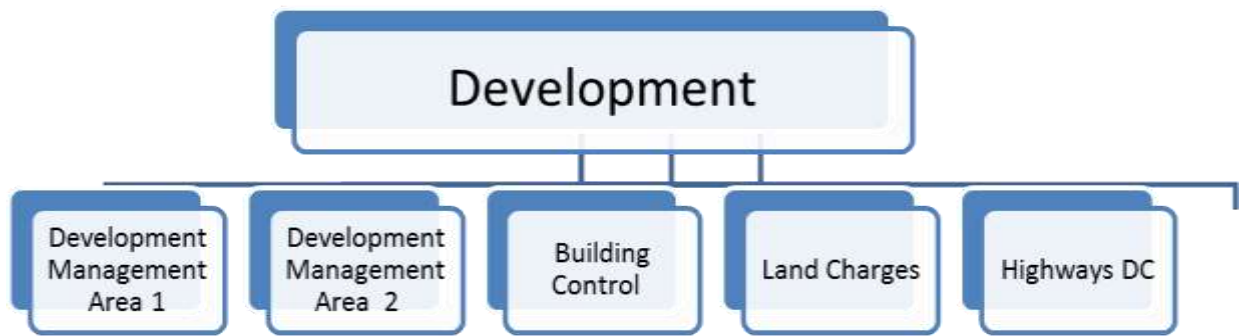 Development
Development
Management
Area 1
Development
Management
Area 2
Building
Control
Land Charges
Highways DC